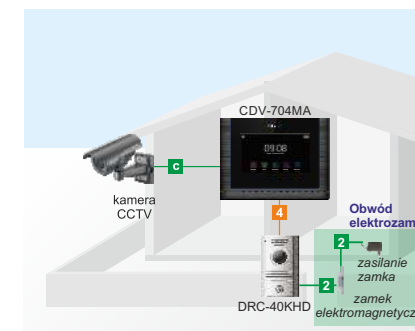 CDV-704MA
09:08
c
kamera
CCTV
4
Obwód
elektrozam
2
zasilanie
zamka
2
DRC-40KHD
zamek
elektromagnetycz